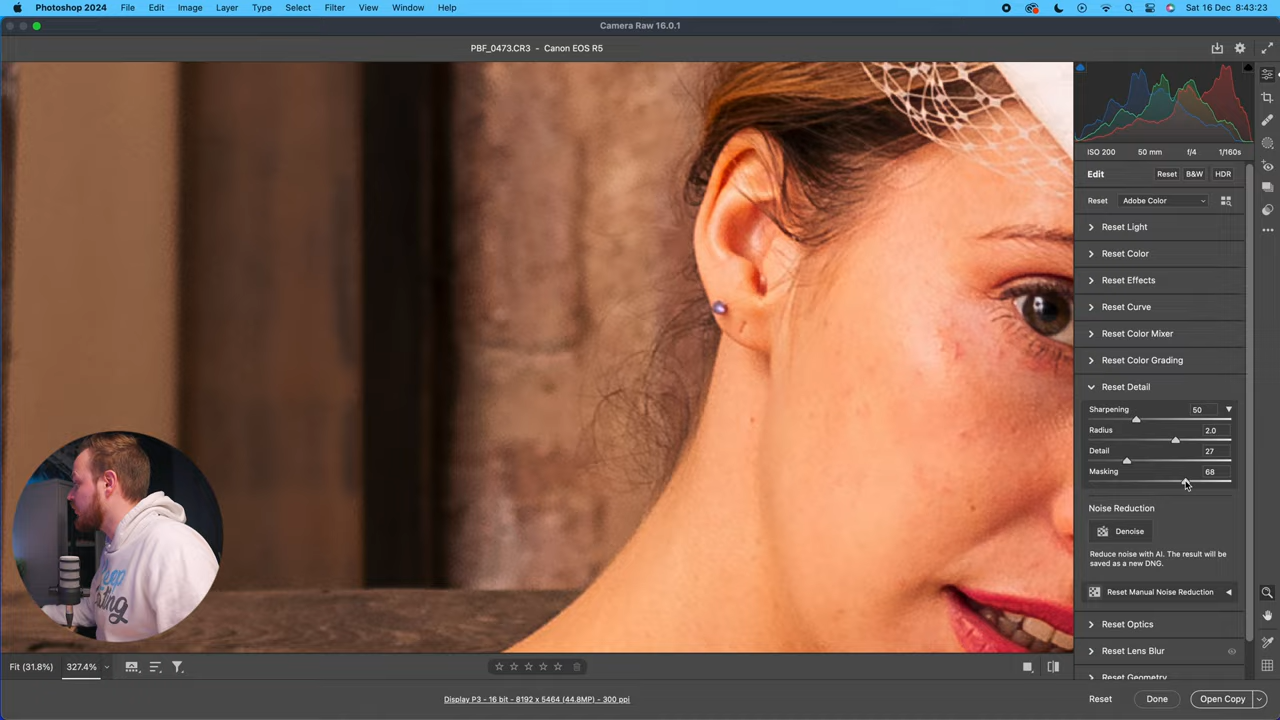 Photoshop 2024 File Edit Image Layer Type Select Filter View Window Help Sat 16 Dec 8:43:23
Camera Raw 16.0.1
PBF_0473.CR3 - Canon EOS R5
ISO 200 50 mm f/4 1/160s
Edit Reset B&W HDR
Reset Adobe Color
Reset Light
Reset Color
Reset Effects
Reset Curve
Reset Color Mixer
Reset Color Grading
Reset Detail
Sharpening 50
Radius 2.0
Detail 27
Masking 68
Noise Reduction
Denoise
Reduce noise with AI. The result will be
saved as a new DNG.
Reset Manual Noise Reduction
Reset Optics
Reset Lens Blur
Reset Geometry
Fit (31.8%) 327.4%
Display P3 - 16 bit - 8192 x 5464 (44.8MP) - 300 ppi
Reset Done Open Copy